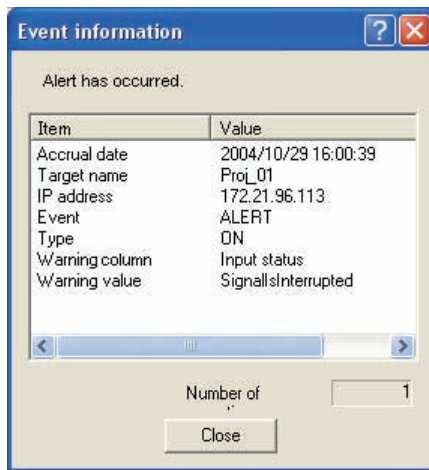 Event information
Alert has occurred.
Item Value
Accrual date 2004/10/29 16:00:39
Target name Proj_01
IP address 172.21.96.113
Event ALERT
Type ON
Warning column Input status
Warning value SignalIsInterrupted
Number of 1
Close